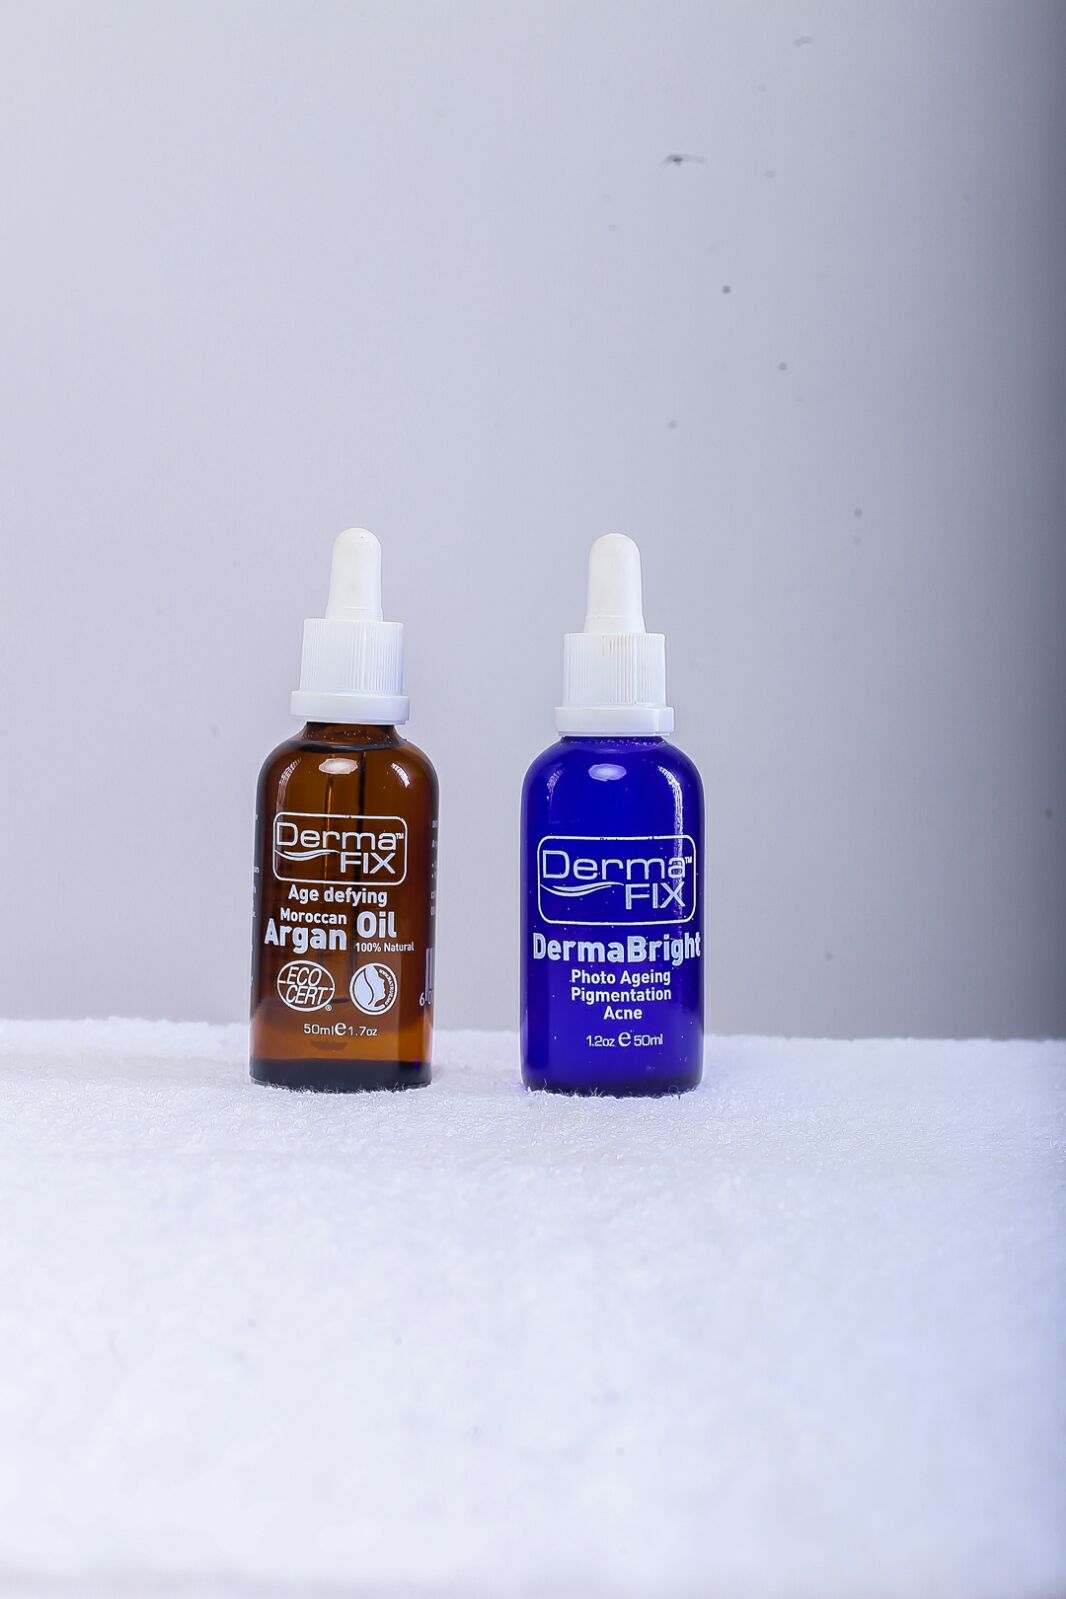 Derma™
FIX
Age defying
Moroccan
Argan Oil
100% Natural
ECO
CERT
®
50ml e 1.7oz
Derma™
FIX
DermaBright
Photo Ageing
Pigmentation
Acne
1.2oz e 50ml